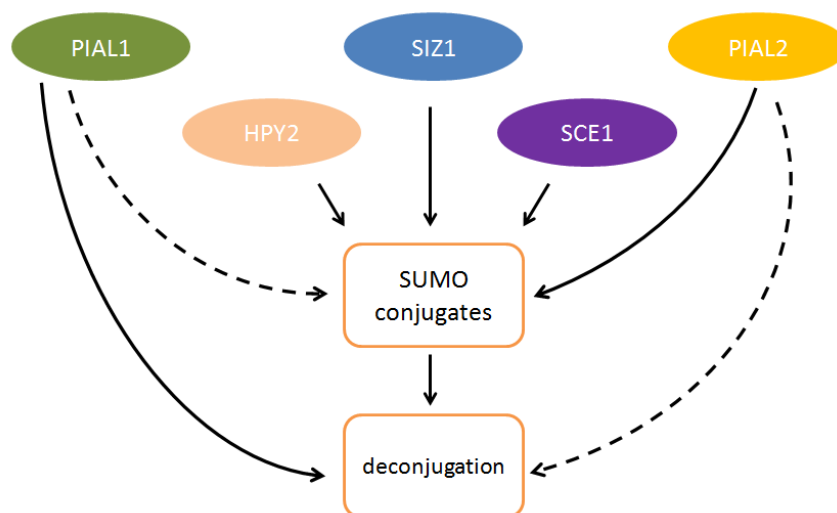 PIAL1
SIZ1
PIAL2
HPY2
SCE1
SUMO
conjugates
deconjugation